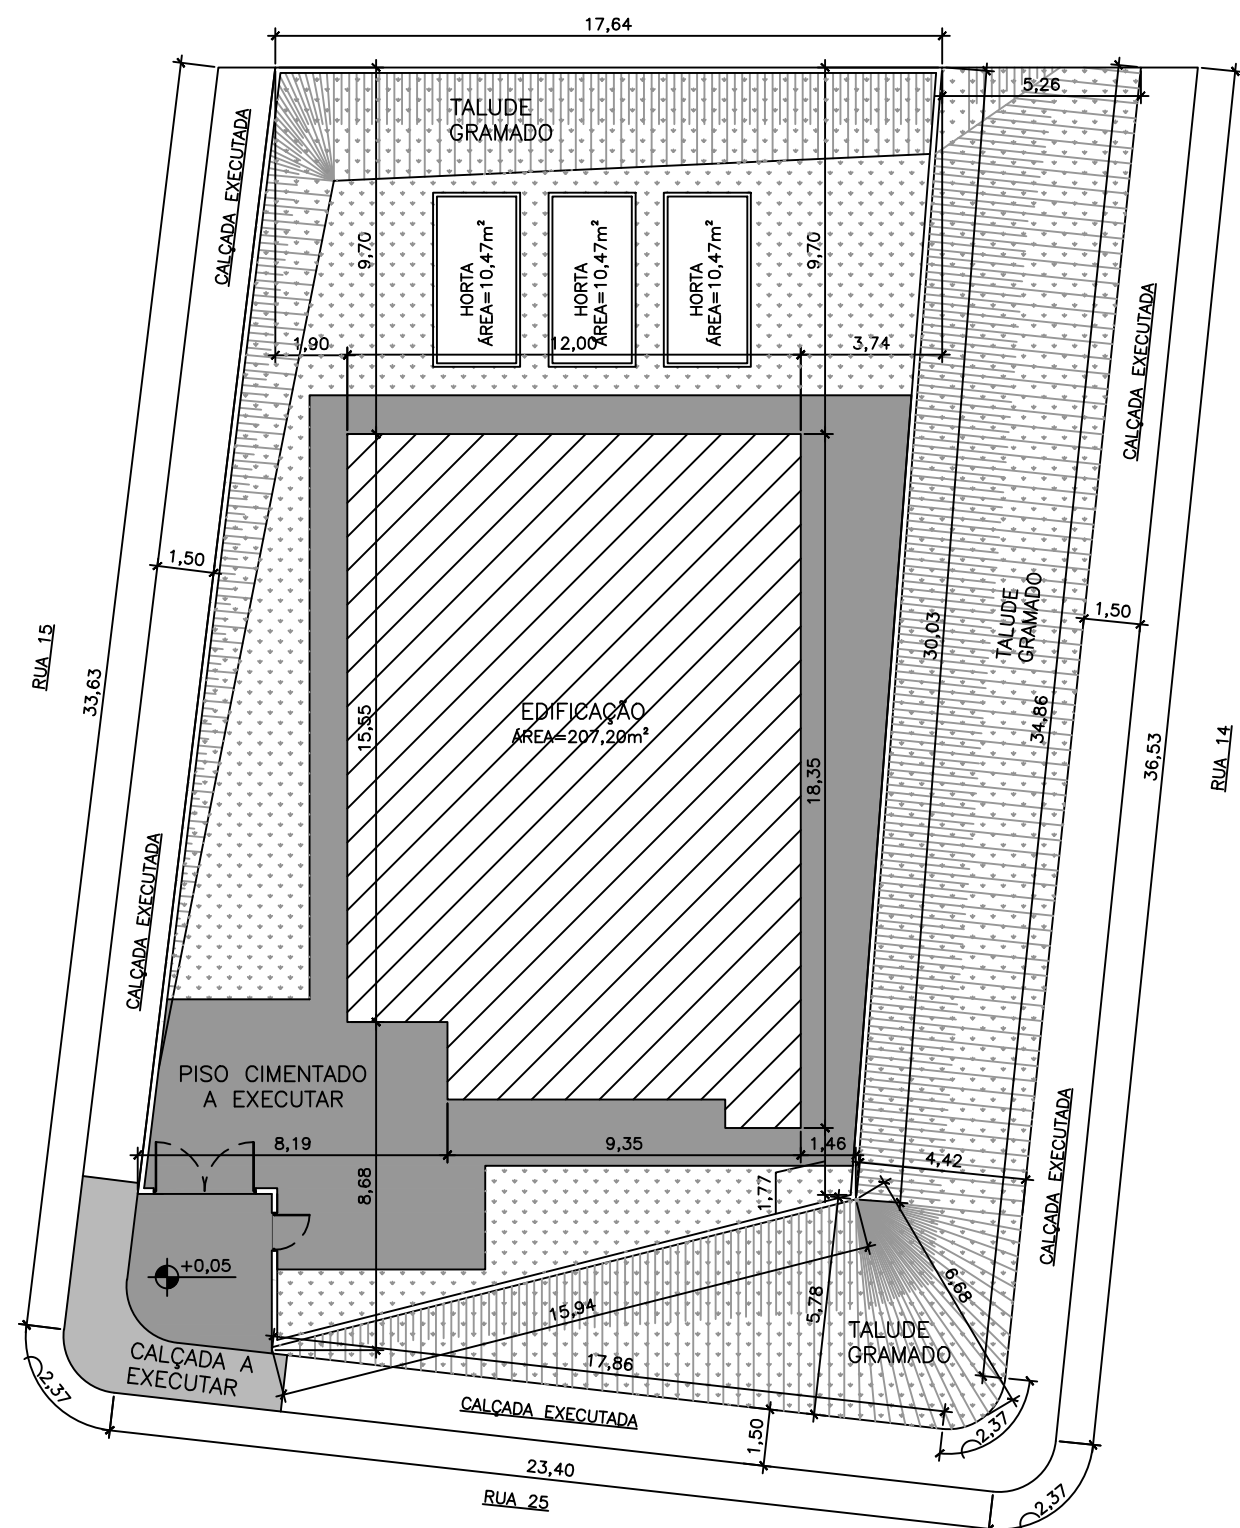 17,64
5,26
TALUDE
GRAMADO
CALÇADA EXECUTADA
9,70
9,70
HORTA
ÁREA=10,47m²
HORTA
ÁREA=10,47m²
HORTA
ÁREA=10,47m²
1,90
12,00
3,74
CALÇADA EXECUTADA
1,50
1,50
RUA 15
33,63
30,03
TALUDE
GRAMADO
34,86
36,53
RUA 14
EDIFICAÇÃO
ÁREA=207,20m²
15,55
18,35
CALÇADA EXECUTADA
PISO CIMENTADO
A EXECUTAR
8,19
9,35
1,46
4,42
CALÇADA EXECUTADA
8,68
1,77
+0,05
5,78
6,68
15,94
TALUDE
GRAMADO
17,86
CALÇADA A
EXECUTAR
2,37
CALÇADA EXECUTADA
1,50
2,37
23,40
2,37
RUA 25